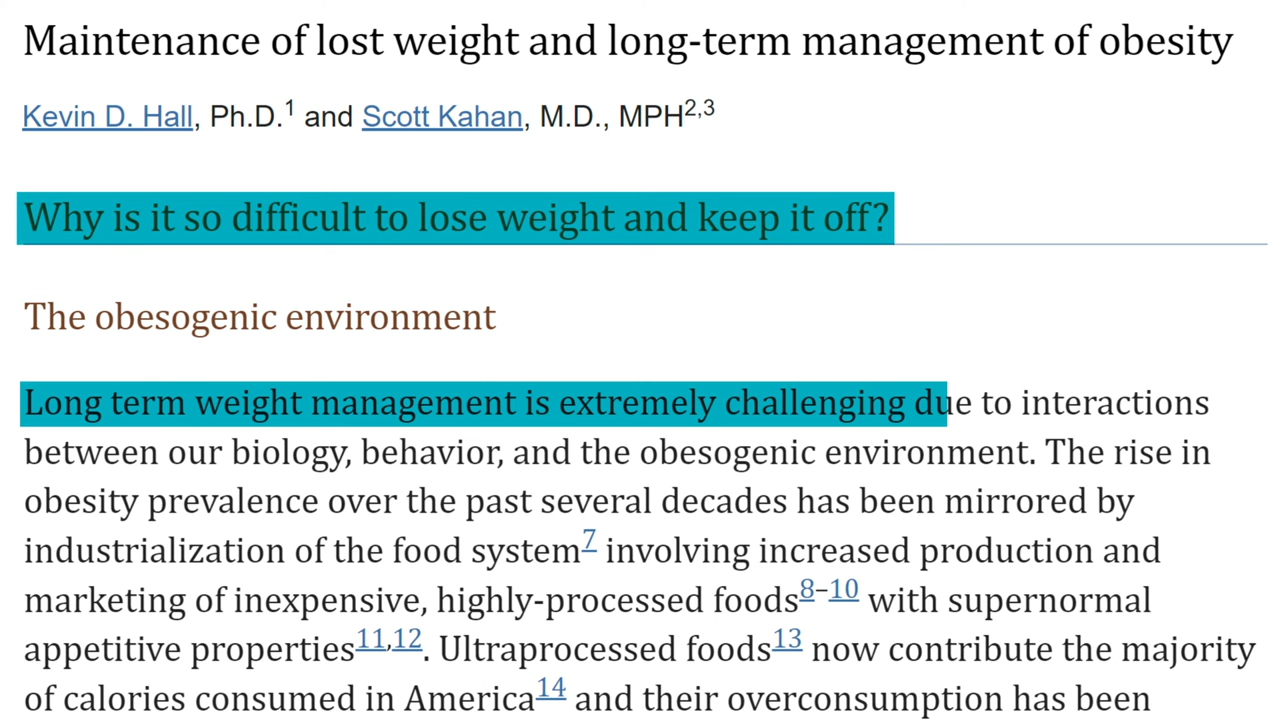 Maintenance of lost weight and long-term management of obesity
Kevin D. Hall, Ph.D.1 and Scott Kahan, M.D., MPH2,3
Why is it so difficult to lose weight and keep it off?
The obesogenic environment
Long term weight management is extremely challenging due to interactions
between our biology, behavior, and the obesogenic environment. The rise in
obesity prevalence over the past several decades has been mirrored by
industrialization of the food system7 involving increased production and
marketing of inexpensive, highly-processed foods8–10 with supernormal
appetitive properties11,12. Ultraprocessed foods13 now contribute the majority
of calories consumed in America14 and their overconsumption has been